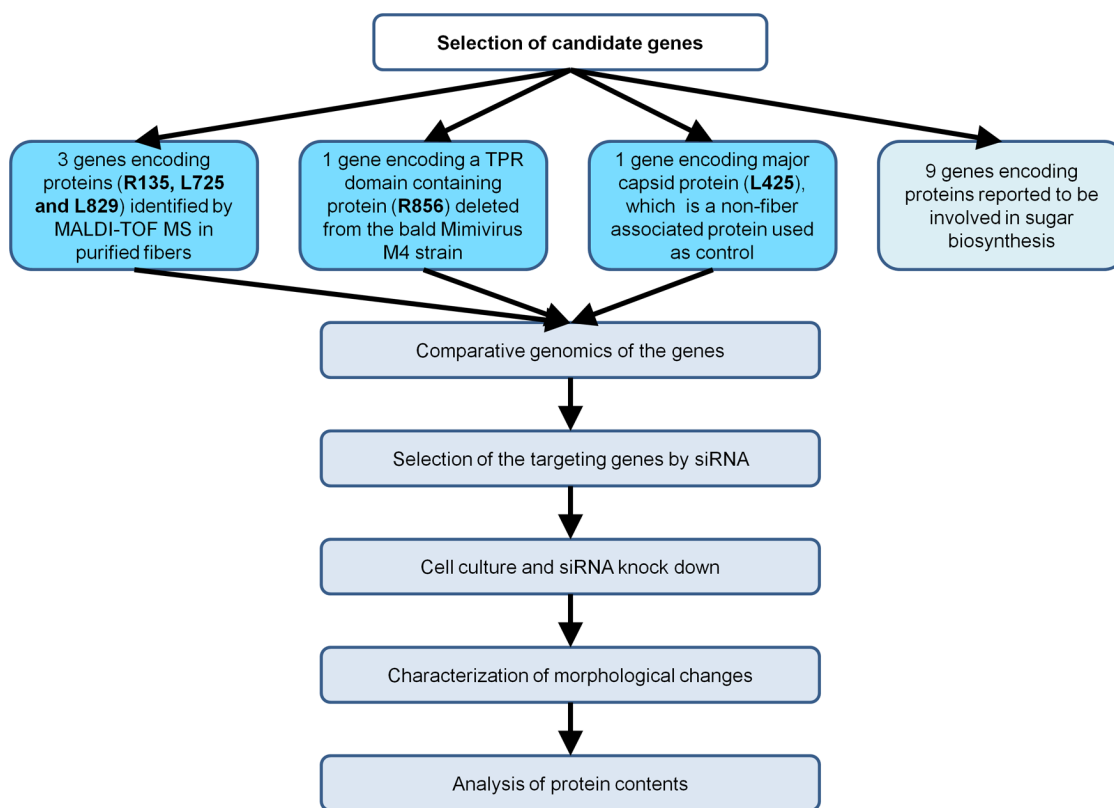 Selection of candidate genes
3 genes encoding
proteins (R135, L725
and L829) identified by
MALDI-TOF MS in
purified fibers
1 gene encoding a TPR
domain containing
protein (R856) deleted
from the bald Mimivirus
M4 strain
1 gene encoding major
capsid protein (L425),
which is a non-fiber
associated protein used
as control
9 genes encoding
proteins reported to be
involved in sugar
biosynthesis
Comparative genomics of the genes
Selection of the targeting genes by siRNA
Cell culture and siRNA knock down
Characterization of morphological changes
Analysis of protein contents